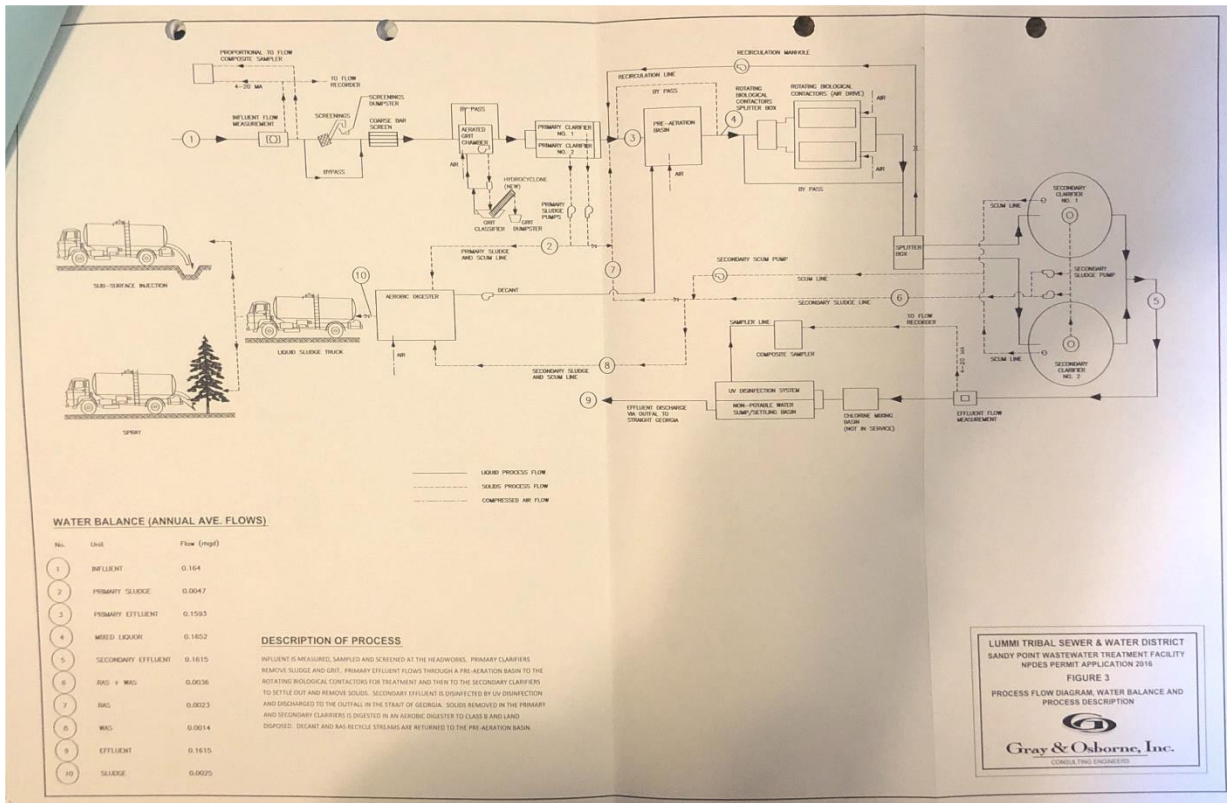 PROPORTIONAL TO FLOW
COMPOSITE SAMPLER
4-20 MA
TO FLOW
RECORDER
INFLUENT FLOW
MEASUREMENT
SCREENINGS
SCREENINGS
DUMPSTER
COARSE BAR
SCREEN
BYPASS
1
BY PASS
AERATED
GRIT
CHAMBER
AIR
HYDROCYCLONE
(NEW)
GRIT
CLASSIFIER
GRIT
DUMPSTER
PRIMARY CLARIFIER
NO. 1
PRIMARY CLARIFIER
NO. 2
PRIMARY
SLUDGE
PUMPS
RECIRCULATION MANHOLE
RECIRCULATION LINE
BY PASS
3
PRE-AERATION
BASIN
AIR
4
ROTATING
BIOLOGICAL
CONTACTORS
SPLITTER
BOX
ROTATING BIOLOGICAL
CONTACTORS (AIR DRIVE)
AIR
AIR
BY PASS
SPLITTER
BOX
SCUM LINE
SECONDARY
CLARIFIER
NO. 1
SECONDARY
SLUDGE PUMP
5
SCUM LINE
SECONDARY
CLARIFIER
NO. 2
2
PRIMARY SLUDGE
AND SCUM LINE
7
SECONDARY SCUM PUMP
SCUM LINE
SECONDARY SLUDGE LINE
6
10
AEROBIC DIGESTER
DECANT
AIR
8
SECONDARY SLUDGE
AND SCUM LINE
SUB-SURFACE INJECTION
LIQUID SLUDGE TRUCK
SPRAY
SAMPLER LINE
COMPOSITE SAMPLER
TO FLOW
RECORDER
4-20 MA
UV DISINFECTION SYSTEM
NON-POTABLE WATER
SUMP/SETTLING BASIN
CHLORINE MIXING
BASIN
(NOT IN SERVICE)
EFFLUENT FLOW
MEASUREMENT
9
EFFLUENT DISCHARGE
VIA OUTFAL TO
STRAIGHT GEORGIA
LIQUID PROCESS FLOW
SOLIDS PROCESS FLOW
COMPRESSED AIR FLOW
WATER BALANCE (ANNUAL AVE. FLOWS)
No. Unit Flow (mgd)
1 INFLUENT 0.164
2 PRIMARY SLUDGE 0.0047
3 PRIMARY EFFLUENT 0.1593
4 MIXED LIQUOR 0.1652
5 SECONDARY EFFLUENT 0.1615
6 RAS + WAS 0.0036
7 RAS 0.0023
8 WAS 0.0014
9 EFFLUENT 0.1615
10 SLUDGE 0.0025
DESCRIPTION OF PROCESS
INFLUENT IS MEASURED, SAMPLED AND SCREENED AT THE HEADWORKS. PRIMARY CLARIFIERS
REMOVE SLUDGE AND GRIT. PRIMARY EFFLUENT FLOWS THROUGH A PRE-AERATION BASIN TO THE
ROTATING BIOLOGICAL CONTACTORS FOR TREATMENT AND THEN TO THE SECONDARY CLARIFIERS
TO SETTLE OUT AND REMOVE SOLIDS. SECONDARY EFFLUENT IS DISINFECTED BY UV DISINFECTION
AND DISCHARGED TO THE OUTFALL IN THE STRAIT OF GEORGIA. SOLIDS REMOVED IN THE PRIMARY
AND SECONDARY CLARIFIERS IS DIGESTED IN AN AEROBIC DIGESTER TO CLASS B AND LAND
DISPOSED. DECANT AND RAS RECYCLE STREAMS ARE RETURNED TO THE PRE-AERATION BASIN.
LUMMI TRIBAL SEWER & WATER DISTRICT
SANDY POINT WASTEWATER TREATMENT FACILITY
NPDES PERMIT APPLICATION 2016
FIGURE 3
PROCESS FLOW DIAGRAM, WATER BALANCE AND
PROCESS DESCRIPTION
Gray & Osborne, Inc.
CONSULTING ENGINEERS